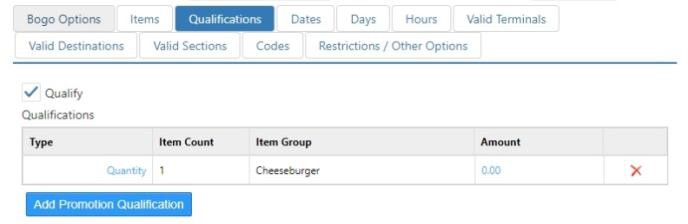 Bogo Options Items Qualifications Dates Days Hours Valid Terminals
Valid Destinations Valid Sections Codes Restrictions / Other Options
Qualify
Qualifications
Type Item Count Item Group Amount
Quantity 1 Cheeseburger 0.00
Add Promotion Qualification